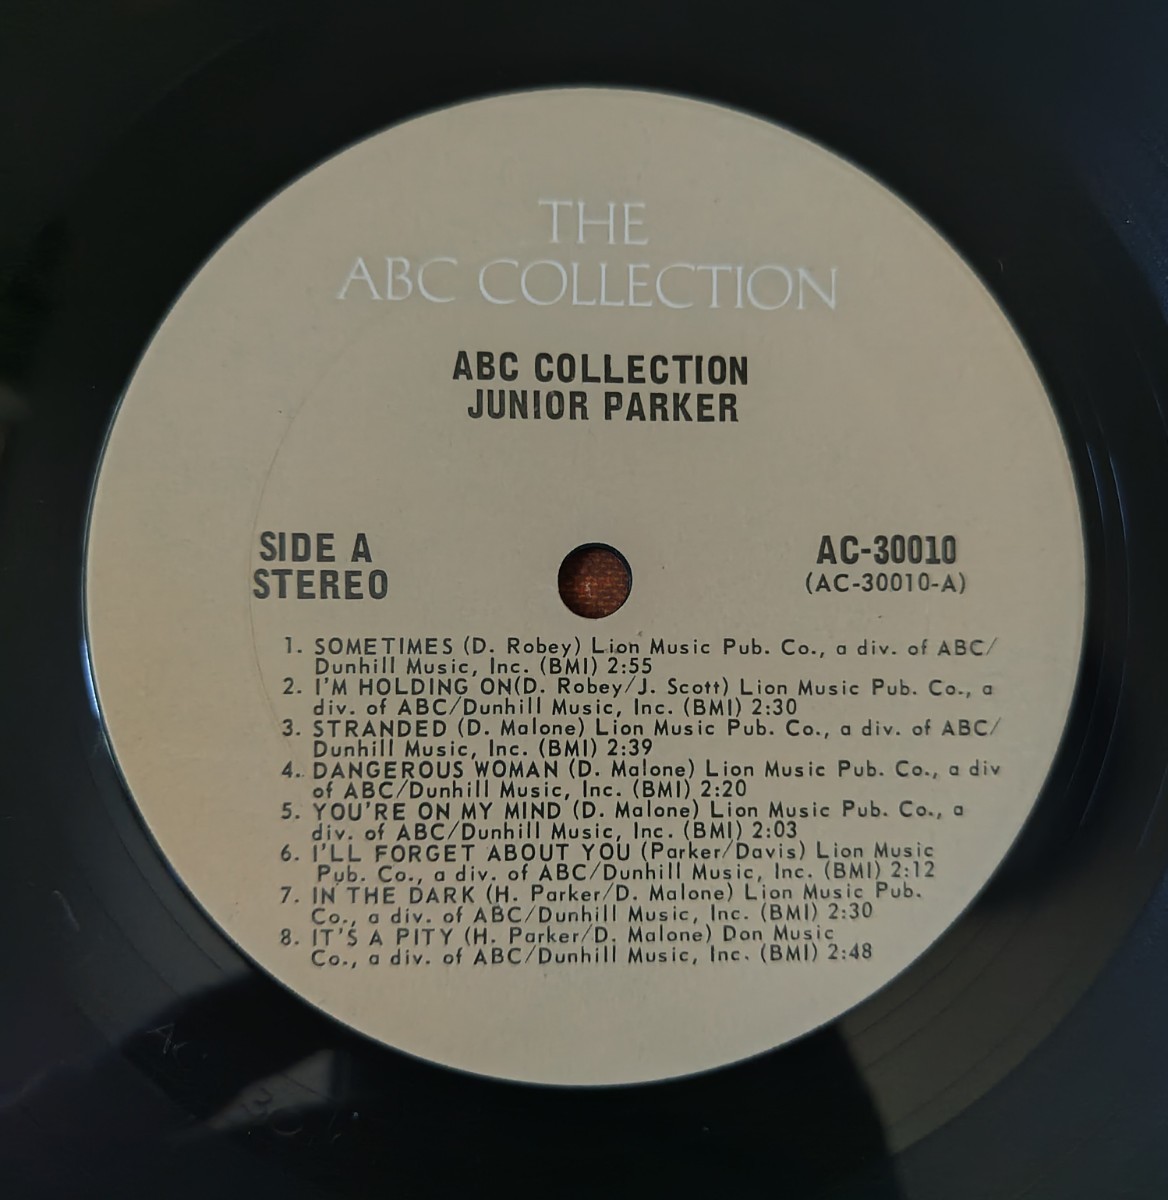 THE
ABC COLLECTION
ABC COLLECTION
JUNIOR PARKER
SIDE A
STEREO
AC-30010
(AC-30010-A)
1. SOMETIMES (D. Robey) Lion Music Pub. Co., a div. of ABC/
Dunhill Music, Inc. (BMI) 2:55
2. I'M HOLDING ON(D. Robey/J. Scott) Lion Music Pub. Co., a
div. of ABC/Dunhill Music, Inc. (BMI) 2:30
3. STRANDED (D. Malone) Lion Music Pub. Co., a div. of ABC/
Dunhill Music, Inc. (BMI) 2:39
4. DANGEROUS WOMAN (D. Malone) Lion Music Pub. Co., a div
of ABC/Dunhill Music, Inc. (BMI) 2:20
5. YOU'RE ON MY MIND (D. Malone) Lion Music Pub. Co., a
div. of ABC/Dunhill Music, Inc. (BMI) 2:03
6. I'LL FORGET ABOUT YOU (Parker/Davis) Lion Music
Pub. Co., a div. of ABC/Dunhill Music, Inc. (BMI) 2:12
7. IN THE DARK (H. Parker/D. Malone) Lion Music Pub.
Co., a div. of ABC/Dunhill Music, Inc. (BMI) 2:30
8. IT'S A PITY (H. Parker/D. Malone) Don Music
Co., a div. of ABC/Dunhill Music, Inc. (BMI) 2:48